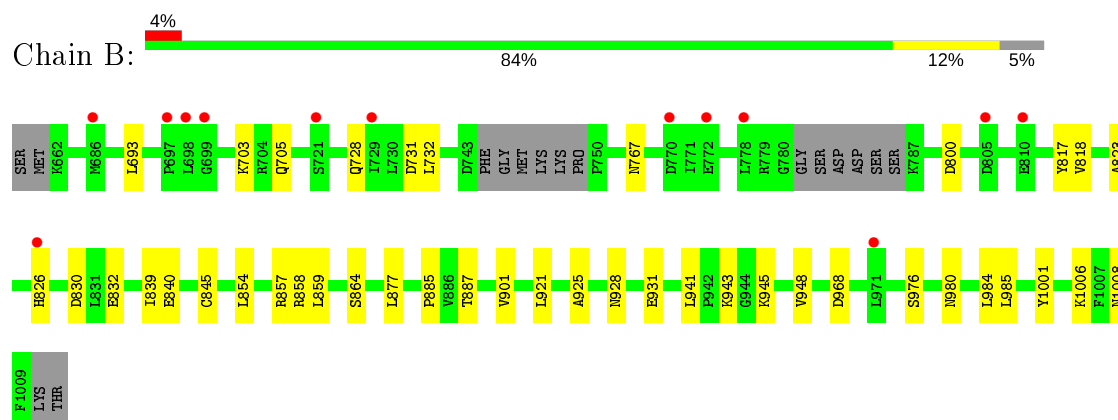 4%
Chain B:
84% 12% 5%
SER MET K662 M686 L693 P697 L698 G699 K703 R704 Q705 S721 Q728 I729 L730 D731 L732 D743 PHE GLY MET LYS LYS PRO P750 N767 D770 I771 E772 L778 R779 G780 GLY SER ASP ASP SER SER K787 D800 D805 E810 Y817 V818 A823
H826 D830 L831 E832 I839 E840 C845 L854 R857 R858 L859 S864 L877 P885 V886 T887 V901 L921 A925 N928 E931 L941 P942 K943 G944 K945 V948 D968 L971 S976 N980 L984 L985 Y1001 K1006 F1007 N1008
F1009 LYS THR